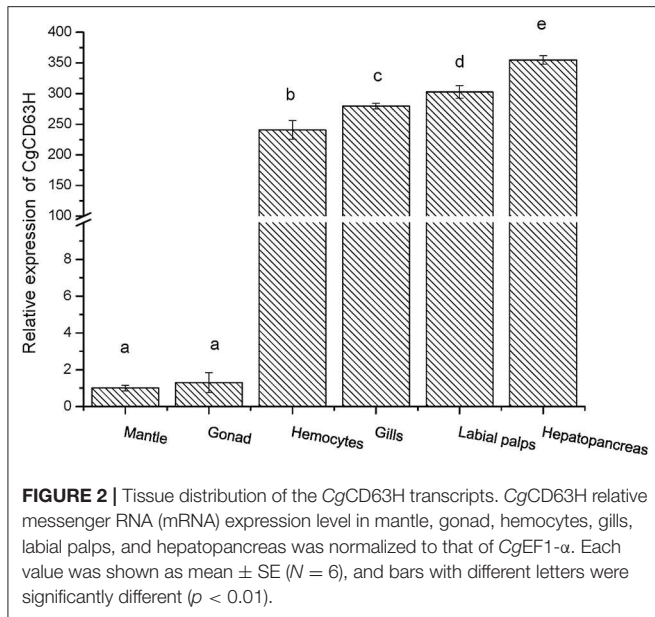 Relative expression of CgCD63H
400
350
300
250
200
150
100
8
6
4
2
0
a
a
b
c
d
e
Mantle
Gonad
Hemocytes
Gills
Labial palps
Hepatopancreas
FIGURE 2 | Tissue distribution of the CgCD63H transcripts. CgCD63H relative
messenger RNA (mRNA) expression level in mantle, gonad, hemocytes, gills,
labial palps, and hepatopancreas was normalized to that of CgEF1-α. Each
value was shown as mean ± SE (N = 6), and bars with different letters were
significantly different (p < 0.01).